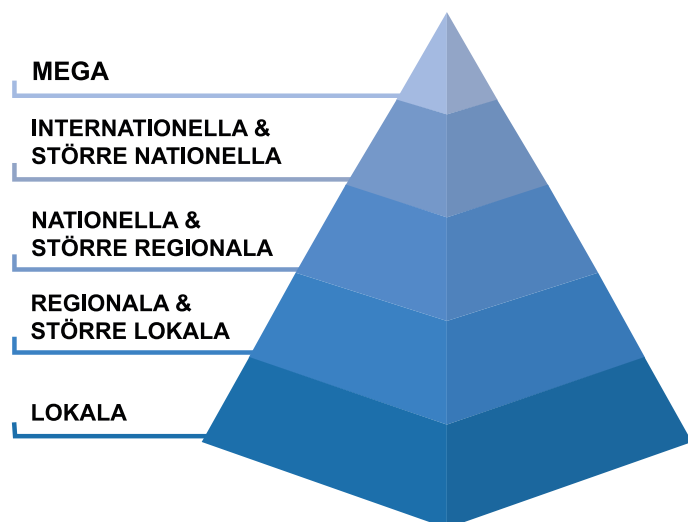 MEGA
INTERNATIONELLA &
STÖRRE NATIONELLA
NATIONELLA &
STÖRRE REGIONALA
REGIONALA &
STÖRRE LOKALA
LOKALA